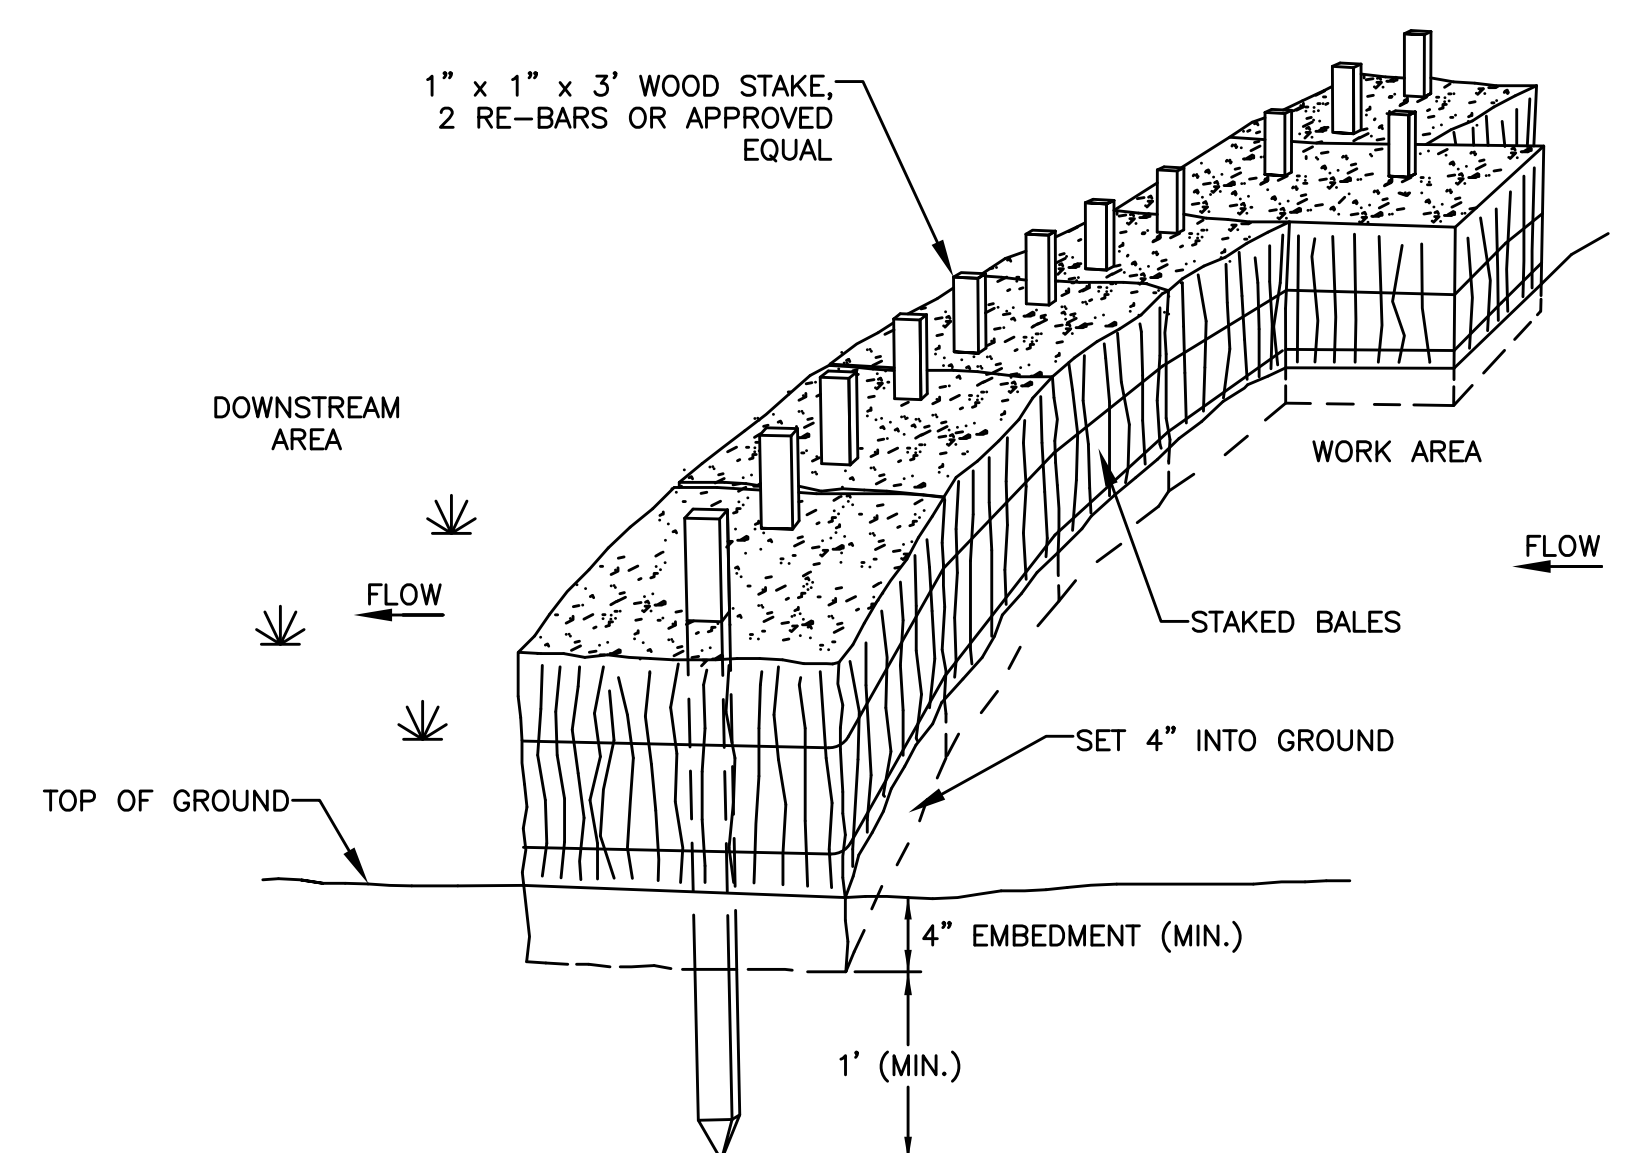 1" x 1" x 3' WOOD STAKE,
2 RE-BARS OR APPROVED
EQUAL
DOWNSTREAM
AREA
WORK AREA
FLOW
FLOW
STAKED BALES
SET 4" INTO GROUND
TOP OF GROUND
4" EMBEDMENT (MIN.)
1' (MIN.)